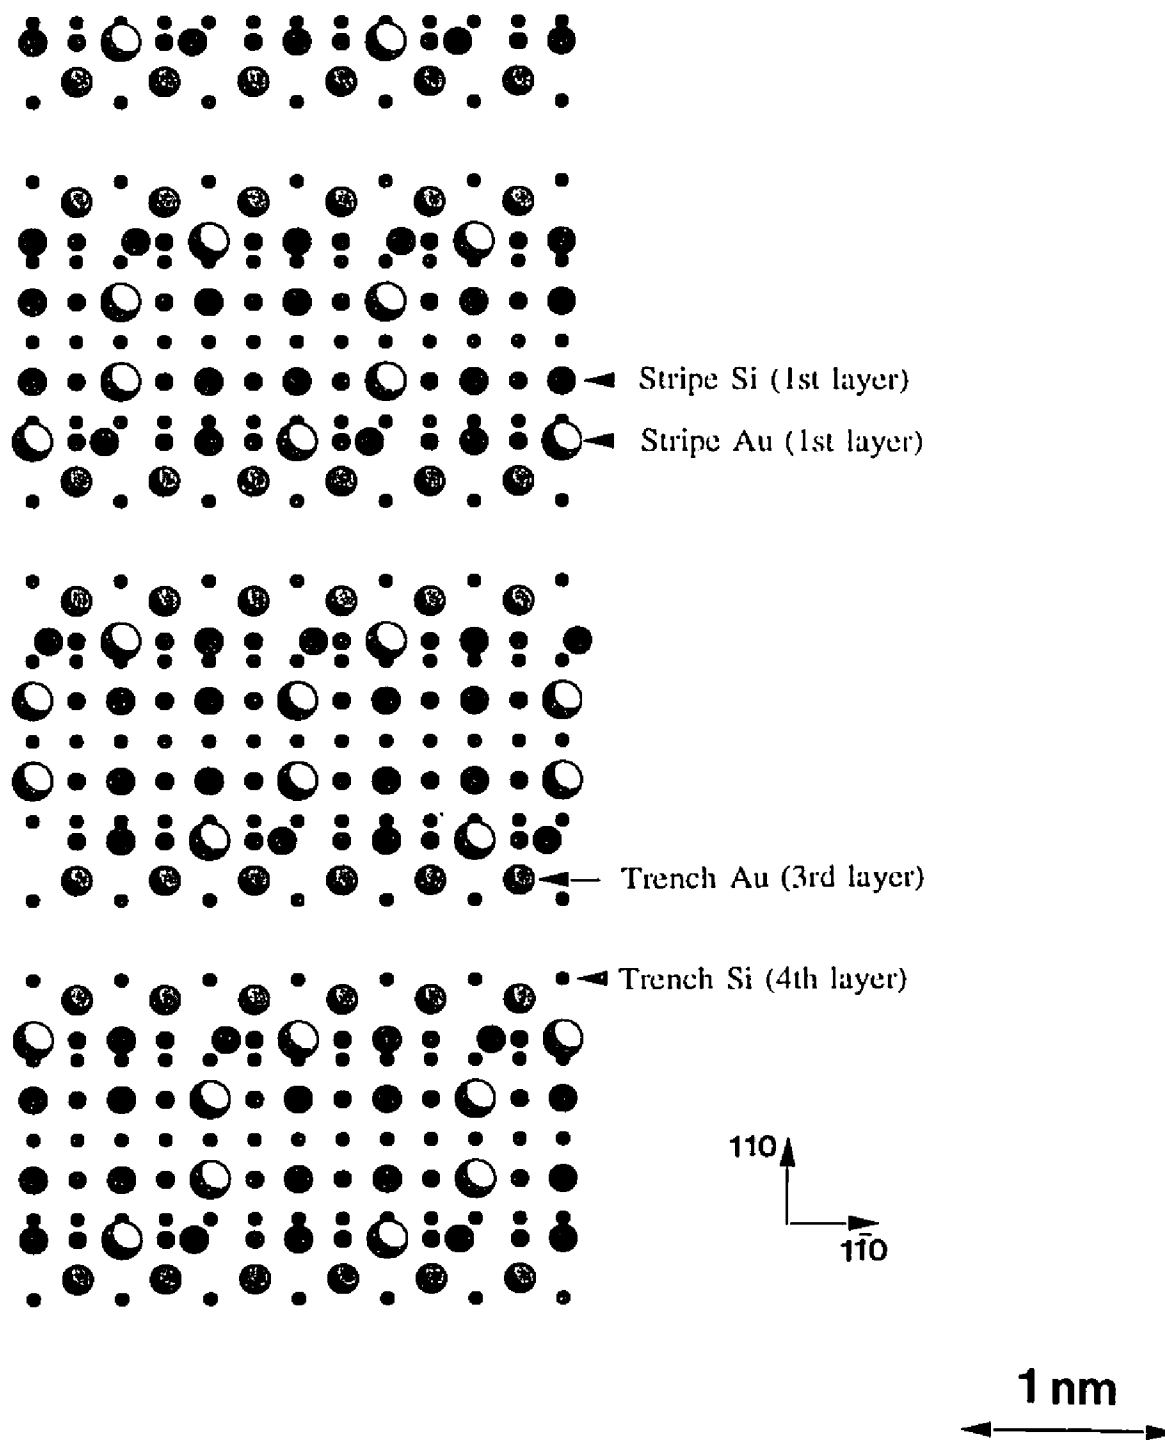 Stripe Si (1st layer)
Stripe Au (1st layer)
Trench Au (3rd layer)
Trench Si (4th layer)
110
11̅0
1 nm